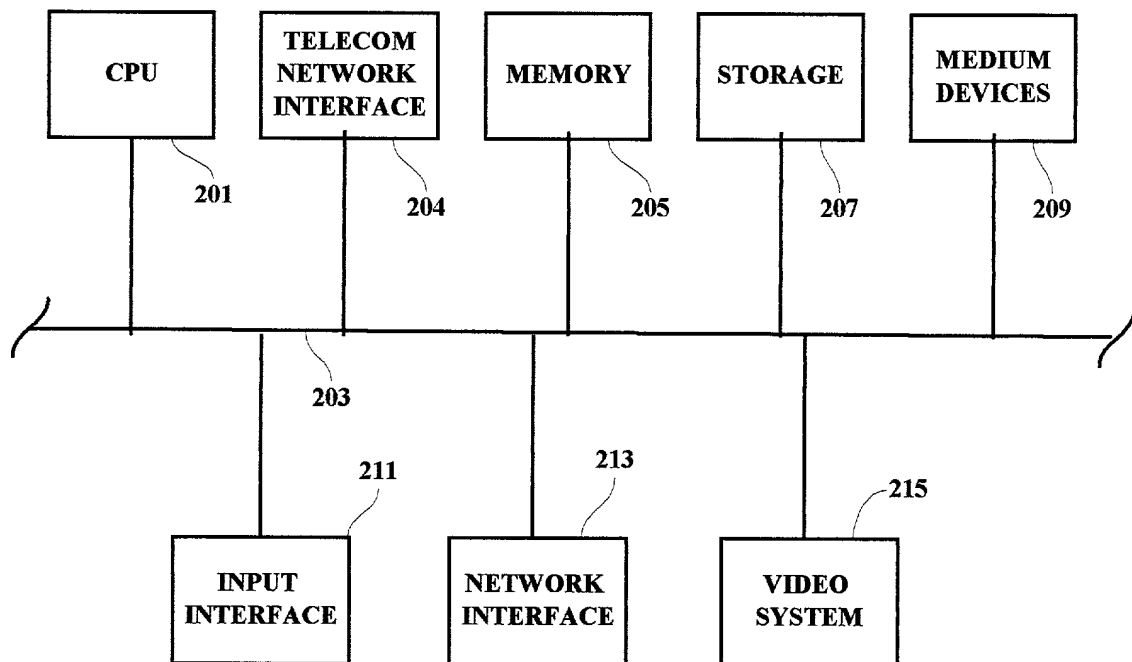 CPU
TELECOM
NETWORK
INTERFACE
MEMORY
STORAGE
MEDIUM
DEVICES
201
204
205
207
209
203
211
213
215
INPUT
INTERFACE
NETWORK
INTERFACE
VIDEO
SYSTEM